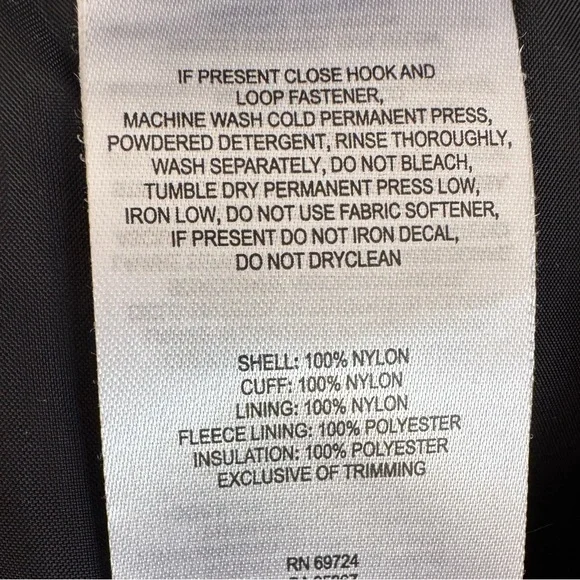 IF PRESENT CLOSE HOOK AND
LOOP FASTENER,
MACHINE WASH COLD PERMANENT PRESS,
POWDERED DETERGENT, RINSE THOROUGHLY,
WASH SEPARATELY, DO NOT BLEACH,
TUMBLE DRY PERMANENT PRESS LOW,
IRON LOW, DO NOT USE FABRIC SOFTENER,
IF PRESENT DO NOT IRON DECAL,
DO NOT DRYCLEAN
SHELL: 100% NYLON
CUFF: 100% NYLON
LINING: 100% NYLON
FLEECE LINING: 100% POLYESTER
INSULATION: 100% POLYESTER
EXCLUSIVE OF TRIMMING
RN 69724